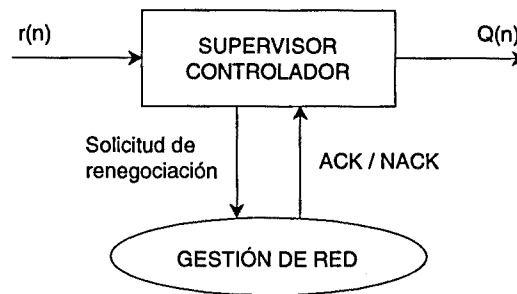 r(n)
SUPERVISOR
CONTROLADOR
Q(n)
Solicitud de
renegociación
ACK / NACK
GESTIÓN DE RED